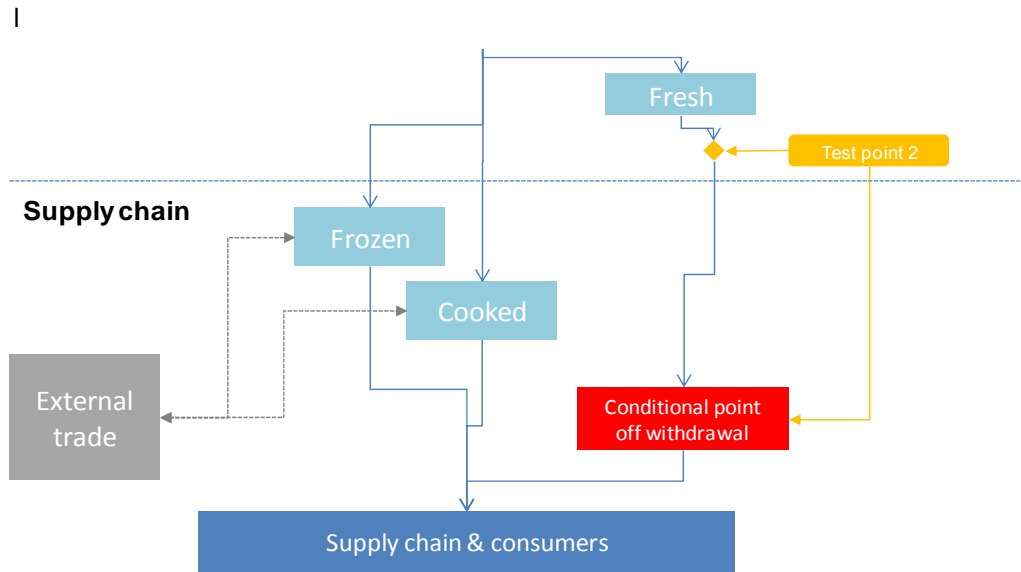 I
Fresh
Test point 2
Supply chain
Frozen
Cooked
External
trade
Conditional point
off withdrawal
Supply chain & consumers